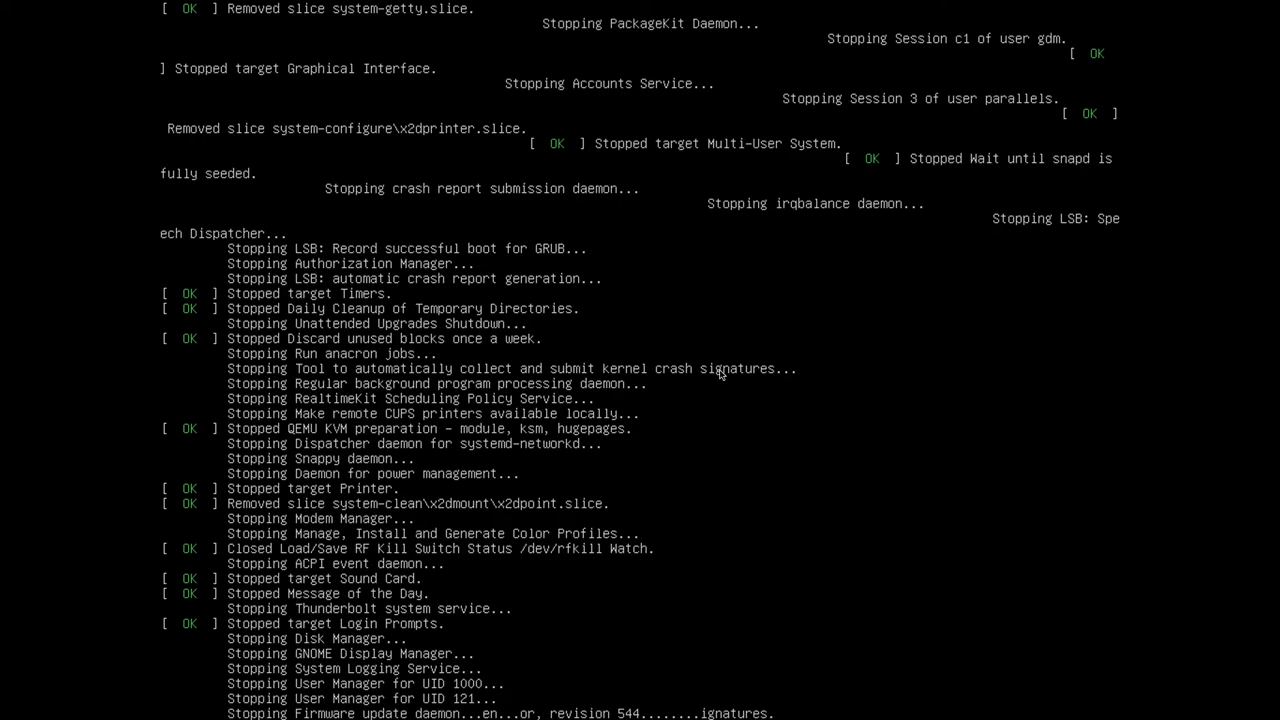 [  OK  ] Removed slice system-getty.slice.
Stopping PackageKit Daemon...
Stopping Session c1 of user gdm.
[  OK
] Stopped target Graphical Interface.
Stopping Accounts Service...
Stopping Session 3 of user parallels.
[  OK  ]
Removed slice system-configure\x2dprinter.slice.
[  OK  ] Stopped target Multi-User System.
[  OK  ] Stopped Wait until snapd is
fully seeded.
Stopping crash report submission daemon...
Stopping irqbalance daemon...
Stopping LSB: Spe
ech Dispatcher...
Stopping LSB: Record successful boot for GRUB...
Stopping Authorization Manager...
Stopping LSB: automatic crash report generation...
[  OK  ] Stopped target Timers.
[  OK  ] Stopped Daily Cleanup of Temporary Directories.
Stopping Unattended Upgrades Shutdown...
[  OK  ] Stopped Discard unused blocks once a week.
Stopping Run anacron jobs...
Stopping Tool to automatically collect and submit kernel crash signatures...
Stopping Regular background program processing daemon...
Stopping RealtimeKit Scheduling Policy Service...
Stopping Make remote CUPS printers available locally...
[  OK  ] Stopped QEMU KVM preparation - module, ksm, hugepages.
Stopping Dispatcher daemon for systemd-networkd...
Stopping Snappy daemon...
Stopping Daemon for power management...
[  OK  ] Stopped target Printer.
[  OK  ] Removed slice system-clean\x2dmount\x2dpoint.slice.
Stopping Modem Manager...
Stopping Manage, Install and Generate Color Profiles...
[  OK  ] Closed Load/Save RF Kill Switch Status /dev/rfkill Watch.
Stopping ACPI event daemon...
[  OK  ] Stopped target Sound Card.
[  OK  ] Stopped Message of the Day.
Stopping Thunderbolt system service...
[  OK  ] Stopped target Login Prompts.
Stopping Disk Manager...
Stopping GNOME Display Manager...
Stopping System Logging Service...
Stopping User Manager for UID 1000...
Stopping User Manager for UID 121...
Stopping Firmware update daemon...en...or, revision 544........ignatures.